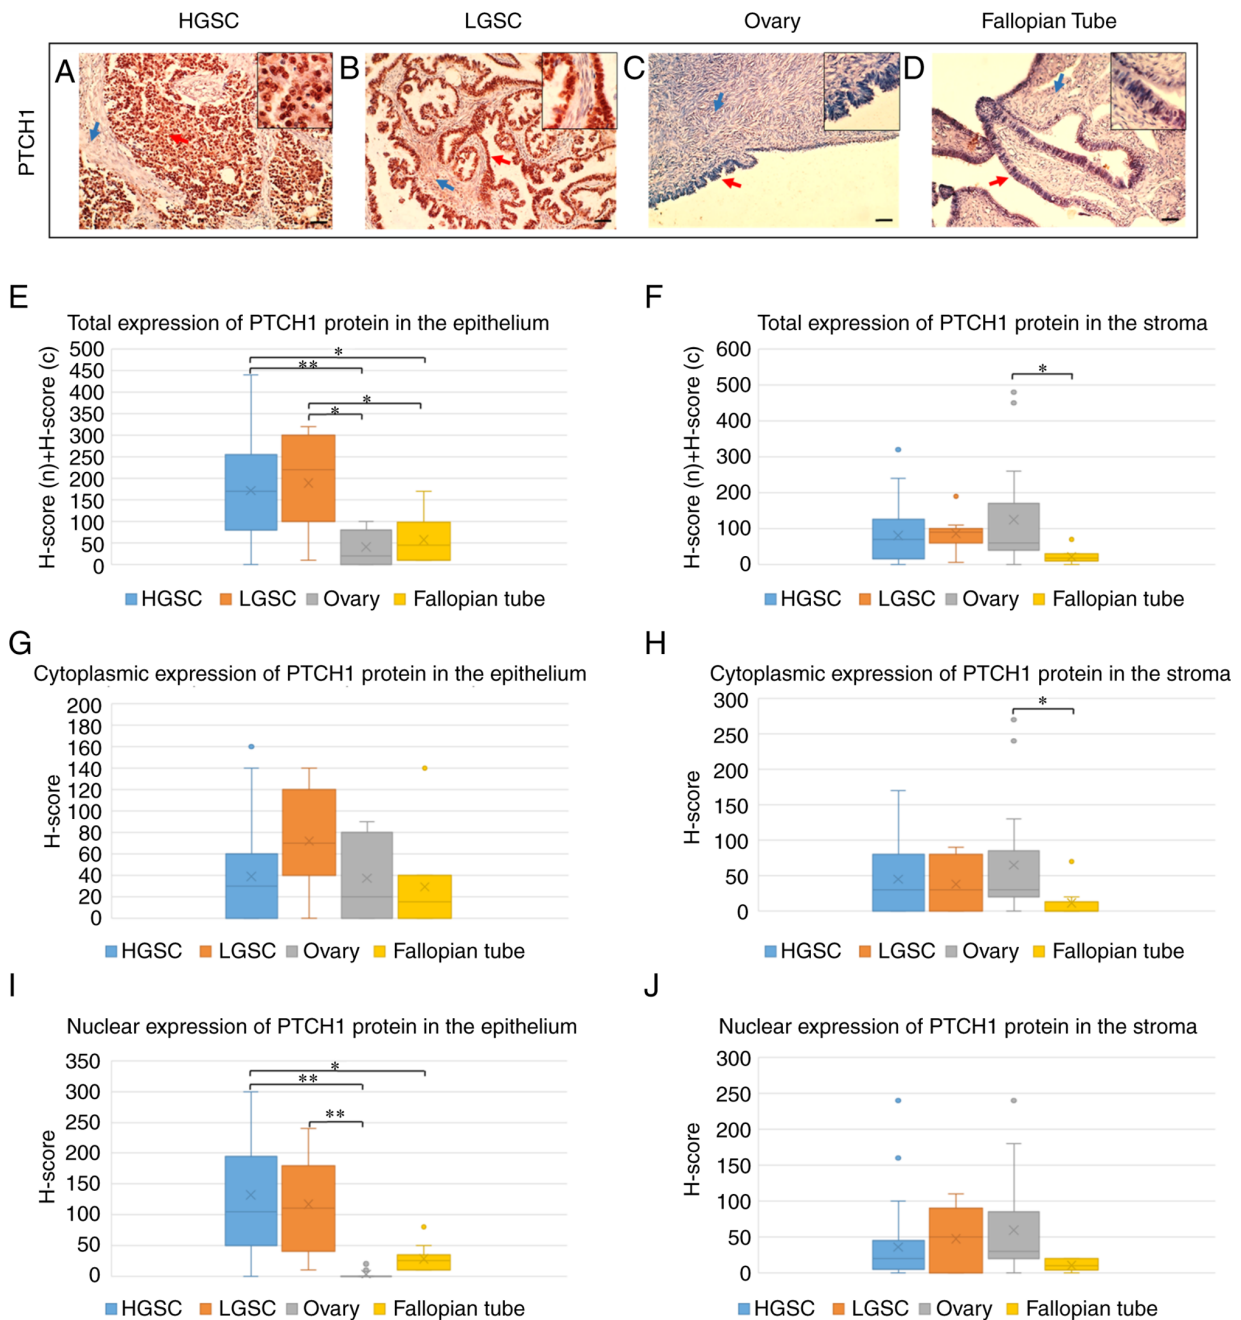 HGSC LGSC Ovary Fallopian Tube
PTCH1
A B C D
E
Total expression of PTCH1 protein in the epithelium
H-score (n)+H-score (c)
500
450
400
350
300
250
200
150
100
50
0
*
**
*
*
HGSC LGSC Ovary Fallopian tube
F
Total expression of PTCH1 protein in the stroma
H-score (n)+H-score (c)
600
500
400
300
200
100
0
*
HGSC LGSC Ovary Fallopian tube
G
Cytoplasmic expression of PTCH1 protein in the epithelium
H-score
200
180
160
140
120
100
80
60
40
20
0
HGSC LGSC Ovary Fallopian tube
H
Cytoplasmic expression of PTCH1 protein in the stroma
H-score
300
250
200
150
100
50
0
*
HGSC LGSC Ovary Fallopian tube
I
Nuclear expression of PTCH1 protein in the epithelium
H-score
350
300
250
200
150
100
50
0
*
**
**
HGSC LGSC Ovary Fallopian tube
J
Nuclear expression of PTCH1 protein in the stroma
H-score
300
250
200
150
100
50
0
HGSC LGSC Ovary Fallopian tube